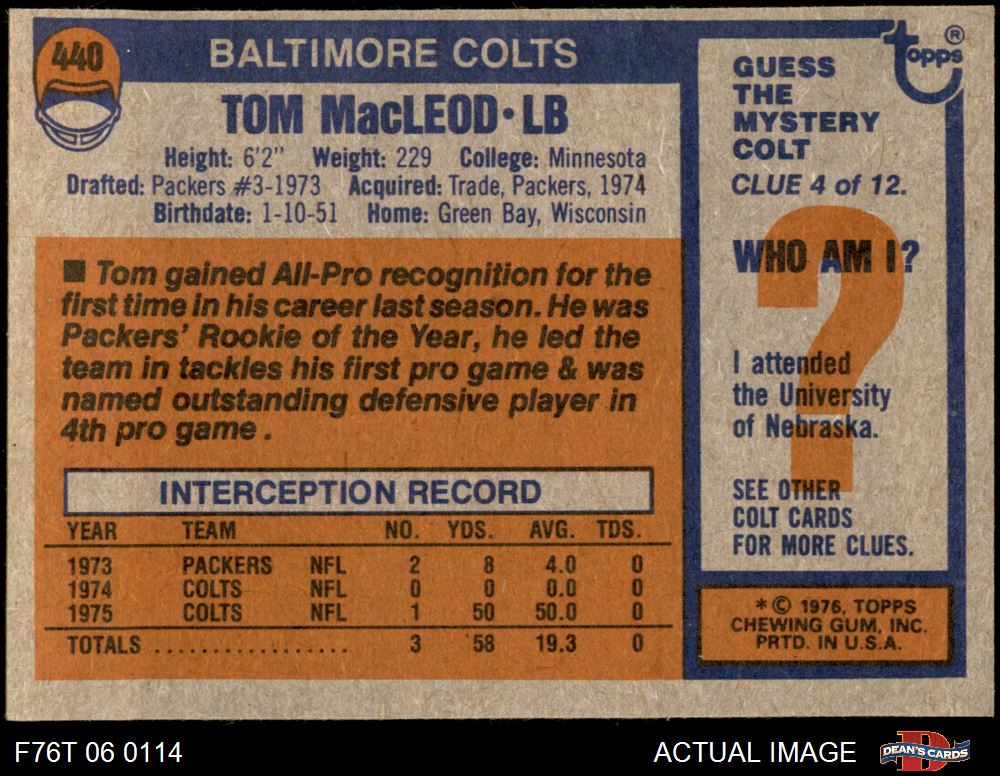 440
BALTIMORE COLTS
TOM MacLEOD • LB
Height: 6'2" Weight: 229 College: Minnesota
Drafted: Packers #3-1973 Acquired: Trade, Packers, 1974
Birthdate: 1-10-51 Home: Green Bay, Wisconsin
■ Tom gained All-Pro recognition for the
first time in his career last season. He was
Packers' Rookie of the Year, he led the
team in tackles his first pro game & was
named outstanding defensive player in
4th pro game.
INTERCEPTION RECORD
YEAR TEAM NO. YDS. AVG. TDS.
1973 PACKERS NFL 2 8 4.0 0
1974 COLTS NFL 0 0 0.0 0
1975 COLTS NFL 1 50 50.0 0
TOTALS ................. 3 58 19.3 0
topps ®
GUESS
THE
MYSTERY
COLT
CLUE 4 of 12.
WHO AM I?
?
I attended
the University
of Nebraska.
SEE OTHER
COLT CARDS
FOR MORE CLUES.
* © 1976, TOPPS
CHEWING GUM, INC.
PRTD. IN U.S.A.
F76T 06 0114
ACTUAL IMAGE
D
DEAN'S CARDS